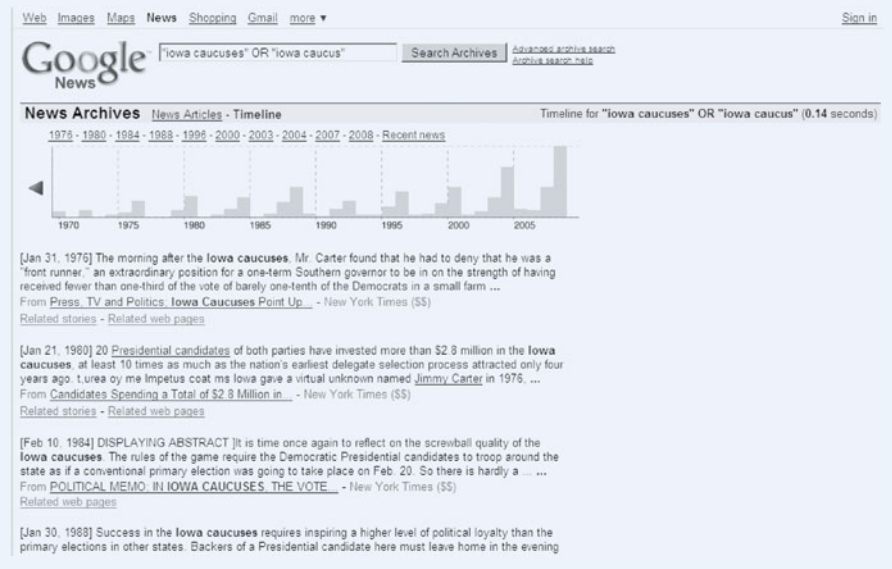 Web Images Maps News Shopping Gmail more ▼ Sign in
Google News
"iowa caucuses" OR "iowa caucus" Search Archives Advanced archive search
Archive search help
News Archives News Articles - Timeline Timeline for "iowa caucuses" OR "iowa caucus" (0.14 seconds)
1976 - 1980 - 1984 - 1988 - 1996 - 2000 - 2003 - 2004 - 2007 - 2008 - Recent news
1970 1975 1980 1985 1990 1995 2000 2005
[Jan 31, 1976] The morning after the Iowa caucuses, Mr. Carter found that he had to deny that he was a
"front runner," an extraordinary position for a one-term Southern governor to be in on the strength of having
received fewer than one-third of the vote of barely one-tenth of the Democrats in a small farm ...
From Press, TV and Politics; Iowa Caucuses Point Up... - New York Times ($$)
Related stories - Related web pages
[Jan 21, 1980] 20 Presidential candidates of both parties have invested more than $2.8 million in the Iowa
caucuses, at least 10 times as much as the nation's earliest delegate selection process attracted only four
years ago. t,urea oy me Impetus coat ms Iowa gave a virtual unknown named Jimmy Carter in 1976, ...
From Candidates Spending a Total of $2.8 Million in... - New York Times ($$)
Related stories - Related web pages
[Feb 10, 1984] DISPLAYING ABSTRACT ]It is time once again to reflect on the screwball quality of the
Iowa caucuses. The rules of the game require the Democratic Presidential candidates to troop around the
state as if a conventional primary election was going to take place on Feb. 20. So there is hardly a ... ...
From POLITICAL MEMO; IN IOWA CAUCUSES, THE VOTE... - New York Times ($$)
Related web pages
[Jan 30, 1988] Success in the Iowa caucuses requires inspiring a higher level of political loyalty than the
primary elections in other states. Backers of a Presidential candidate here must leave home in the evening